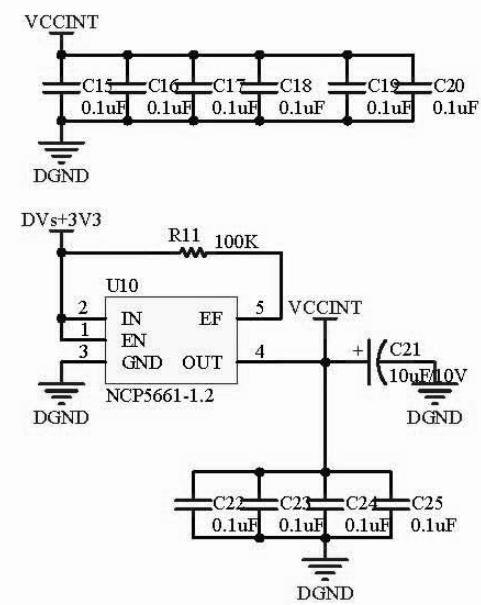 VCCINT
C15 C16 C17 C18 C19 C20
0.1uF 0.1uF 0.1uF 0.1uF 0.1uF 0.1uF
DGND
DVs+3V3
R11 100K
U10
2 IN EF 5
1 EN
3 GND OUT 4
NCP5661-1.2
DGND
VCCINT
+ C21
10uF/10V
DGND
C22 C23 C24 C25
0.1uF 0.1uF 0.1uF 0.1uF
DGND